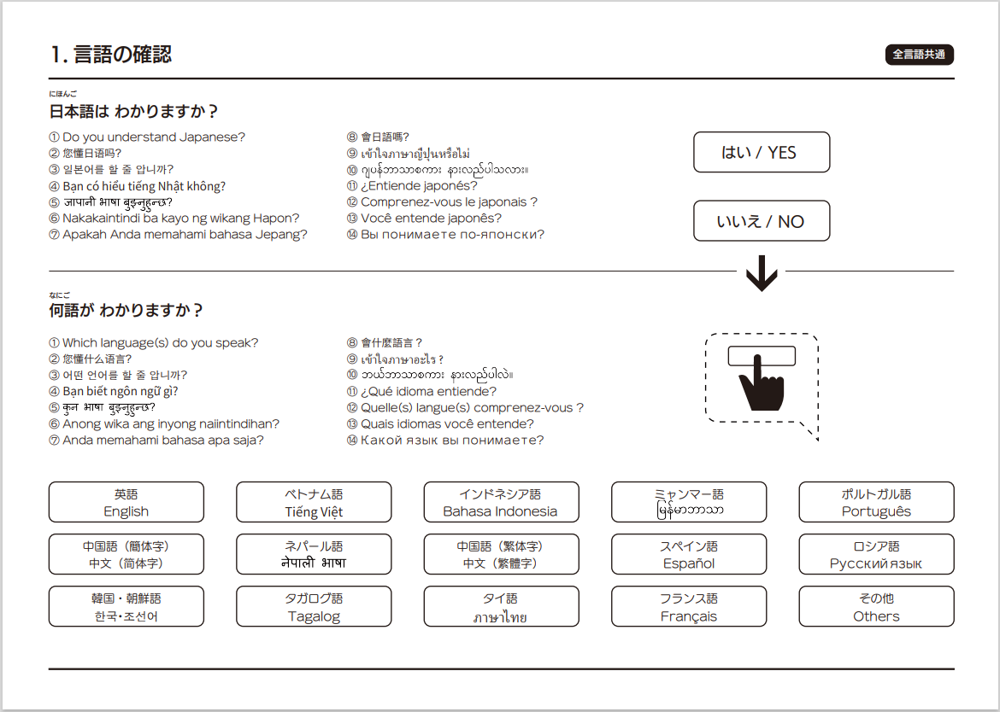 1. 言語の確認
全言語共通
にほんご
日本語は わかりますか？
① Do you understand Japanese?
② 您懂日语吗?
③ 일본어를 할 줄 압니까?
④ Bạn có hiểu tiếng Nhật không?
⑤ जापानी भाषा बुझ्नुहुन्छ?
⑥ Nakakaintindi ba kayo ng wikang Hapon?
⑦ Apakah Anda memahami bahasa Jepang?
⑧ 會日語嗎?
⑨ เข้าใจภาษาญี่ปุ่นหรือไม่
⑩ ဂျပန်ဘာသာစကား နားလည်ပါသလား။
⑪ ¿Entiende japonés?
⑫ Comprenez-vous le japonais ?
⑬ Você entende japonês?
⑭ Вы понимаете по-японски?
はい / YES
いいえ / NO
なにご
何語が わかりますか？
① Which language(s) do you speak?
② 您懂什么语言?
③ 어떤 언어를 할 줄 압니까?
④ Bạn biết ngôn ngữ gì?
⑤ कुन भाषा बुझ्नुहुन्छ?
⑥ Anong wika ang inyong naiintindihan?
⑦ Anda memahami bahasa apa saja?
⑧ 會什麼語言？
⑨ เข้าใจภาษาอะไร ?
⑩ ဘယ်ဘာသာစကား နားလည်ပါလဲ။
⑪ ¿Qué idioma entiende?
⑫ Quelle(s) langue(s) comprenez-vous ?
⑬ Quais idiomas você entende?
⑭ Какой язык вы понимаете?
英語
English
ベトナム語
Tiếng Việt
インドネシア語
Bahasa Indonesia
ミャンマー語
မြန်မာဘာသာ
ポルトガル語
Português
中国語（簡体字）
中文（简体字）
ネパール語
नेपाली भाषा
中国語（繁体字）
中文（繁體字）
スペイン語
Español
ロシア語
Русский язык
韓国・朝鮮語
한국·조선어
タガログ語
Tagalog
タイ語
ภาษาไทย
フランス語
Français
その他
Others